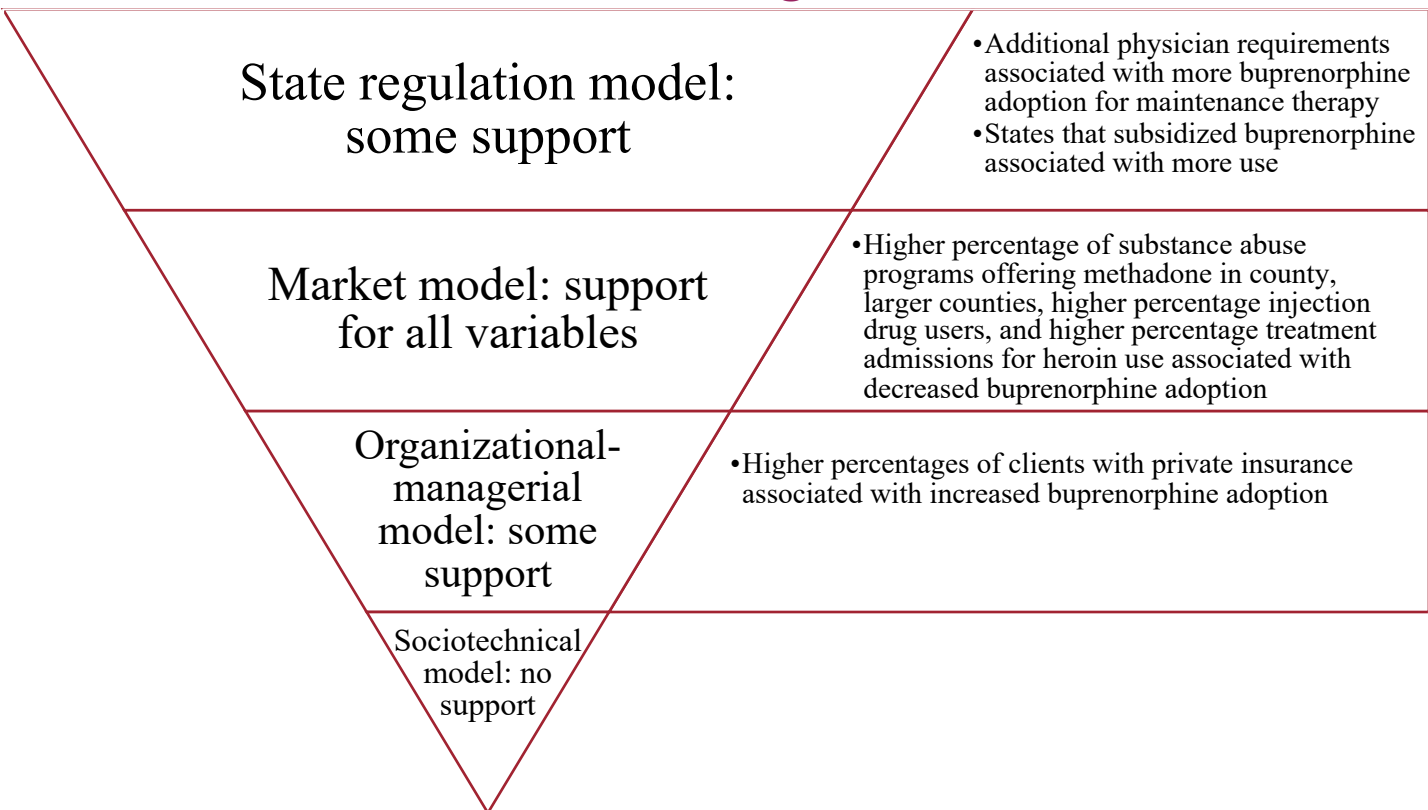 State regulation model:
some support
•Additional physician requirements
associated with more buprenorphine
adoption for maintenance therapy
•States that subsidized buprenorphine
associated with more use
Market model: support
for all variables
•Higher percentage of substance abuse
programs offering methadone in county,
larger counties, higher percentage injection
drug users, and higher percentage treatment
admissions for heroin use associated with
decreased buprenorphine adoption
Organizational-
managerial
model: some
support
•Higher percentages of clients with private insurance
associated with increased buprenorphine adoption
Sociotechnical
model: no
support